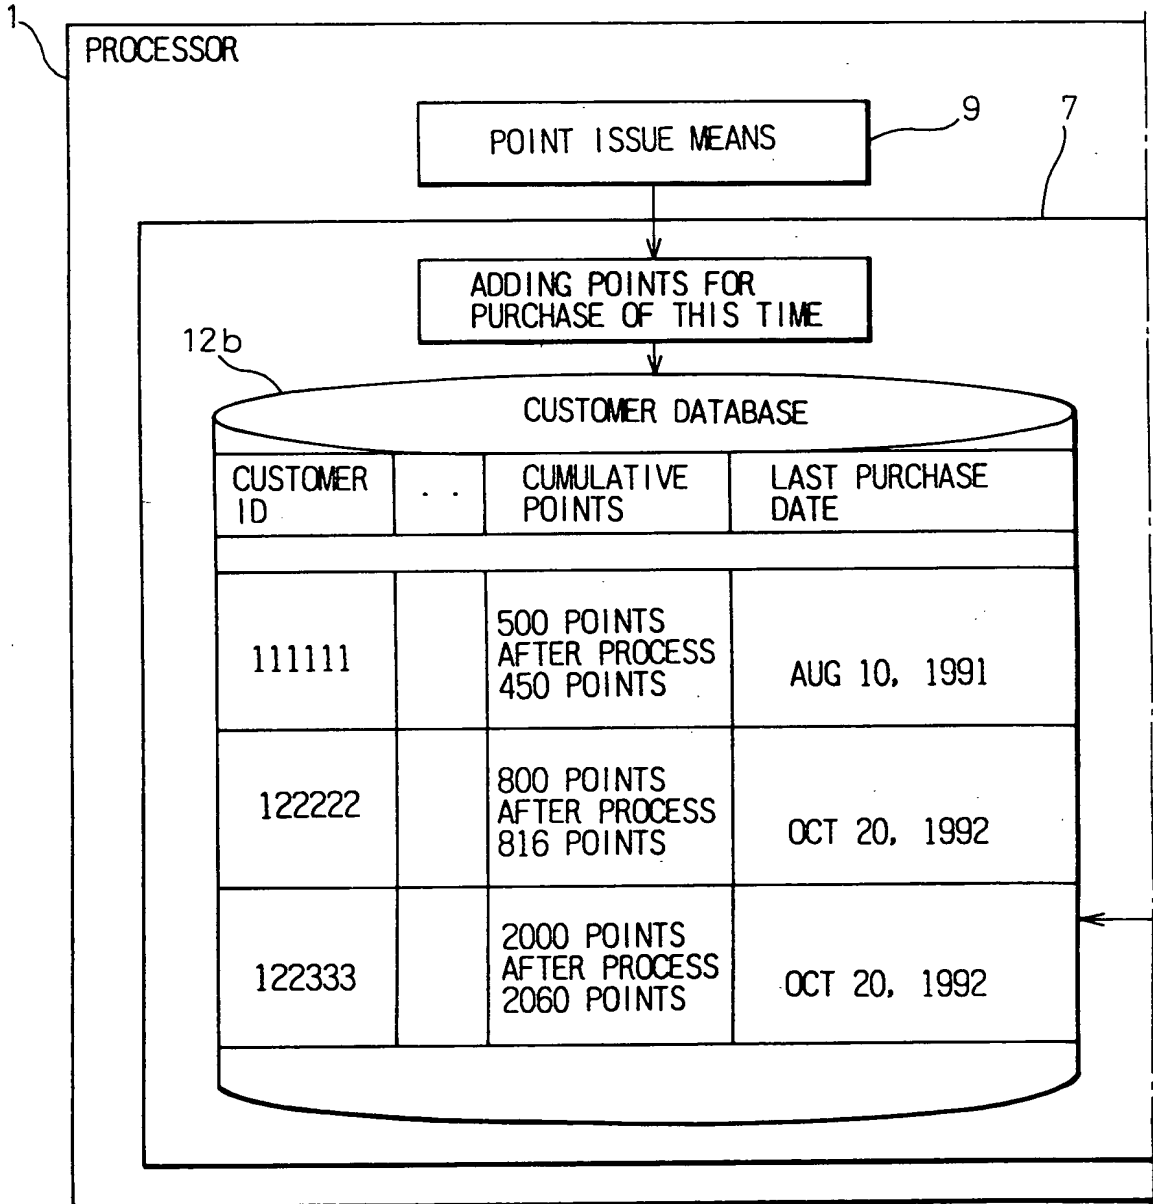 1
PROCESSOR
POINT ISSUE MEANS
9
7
ADDING POINTS FOR
PURCHASE OF THIS TIME
12b
CUSTOMER DATABASE
CUSTOMER
ID
. .
CUMULATIVE
POINTS
LAST PURCHASE
DATE
111111
500 POINTS
AFTER PROCESS
450 POINTS
AUG 10, 1991
122222
800 POINTS
AFTER PROCESS
816 POINTS
OCT 20, 1992
122333
2000 POINTS
AFTER PROCESS
2060 POINTS
OCT 20, 1992